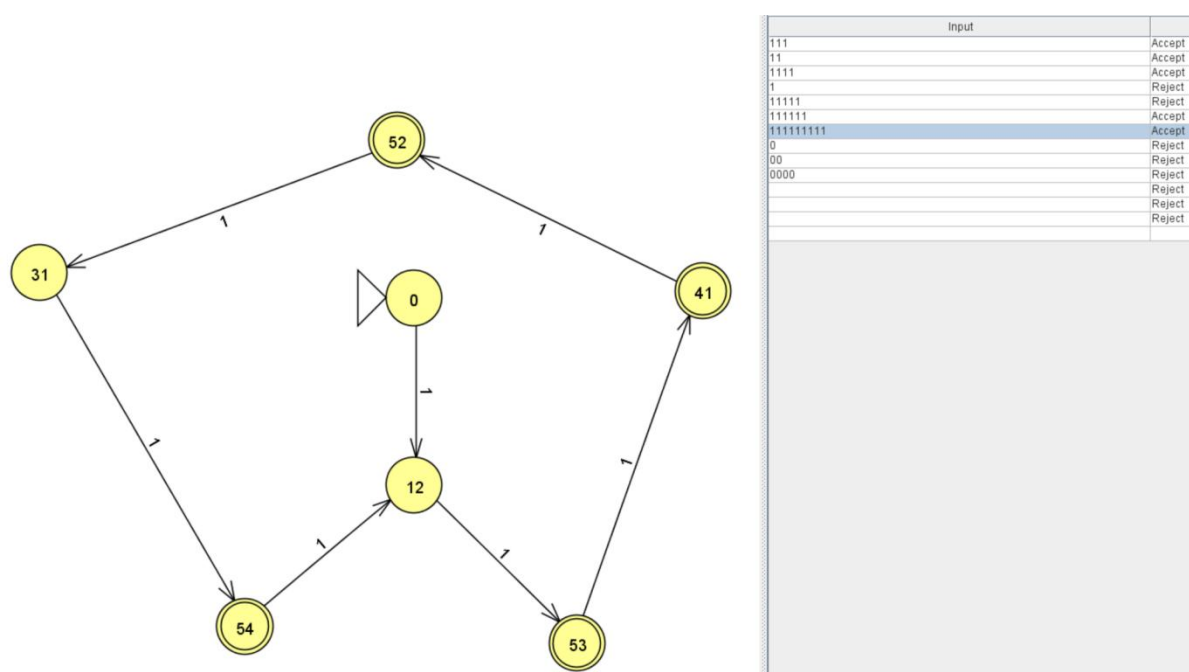 52
1
1
31
0
41
1
1
1
12
1
1
54
53
Input
111 Accept
11 Accept
1111 Accept
1 Reject
11111 Reject
111111 Accept
111111111 Accept
0 Reject
00 Reject
0000 Reject
Reject
Reject
Reject